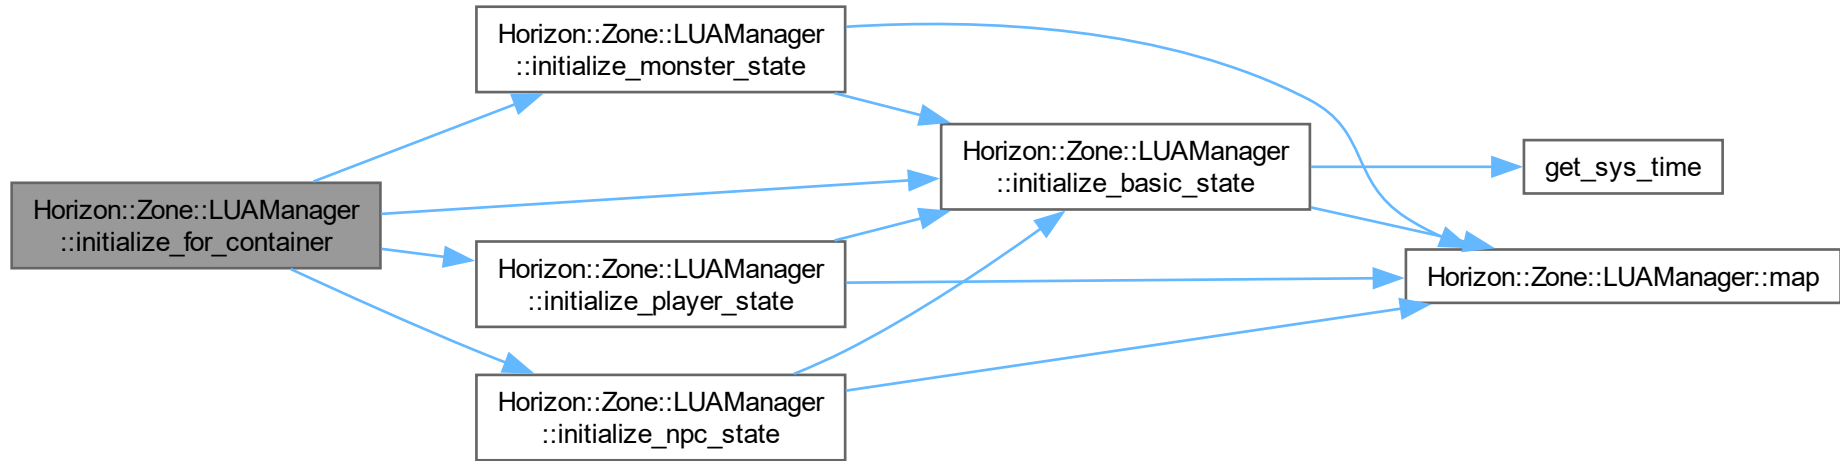 Horizon::Zone::LUAManager
::initialize_for_container
Horizon::Zone::LUAManager
::initialize_monster_state
Horizon::Zone::LUAManager
::initialize_basic_state
get_sys_time
Horizon::Zone::LUAManager::map
Horizon::Zone::LUAManager
::initialize_player_state
Horizon::Zone::LUAManager
::initialize_npc_state